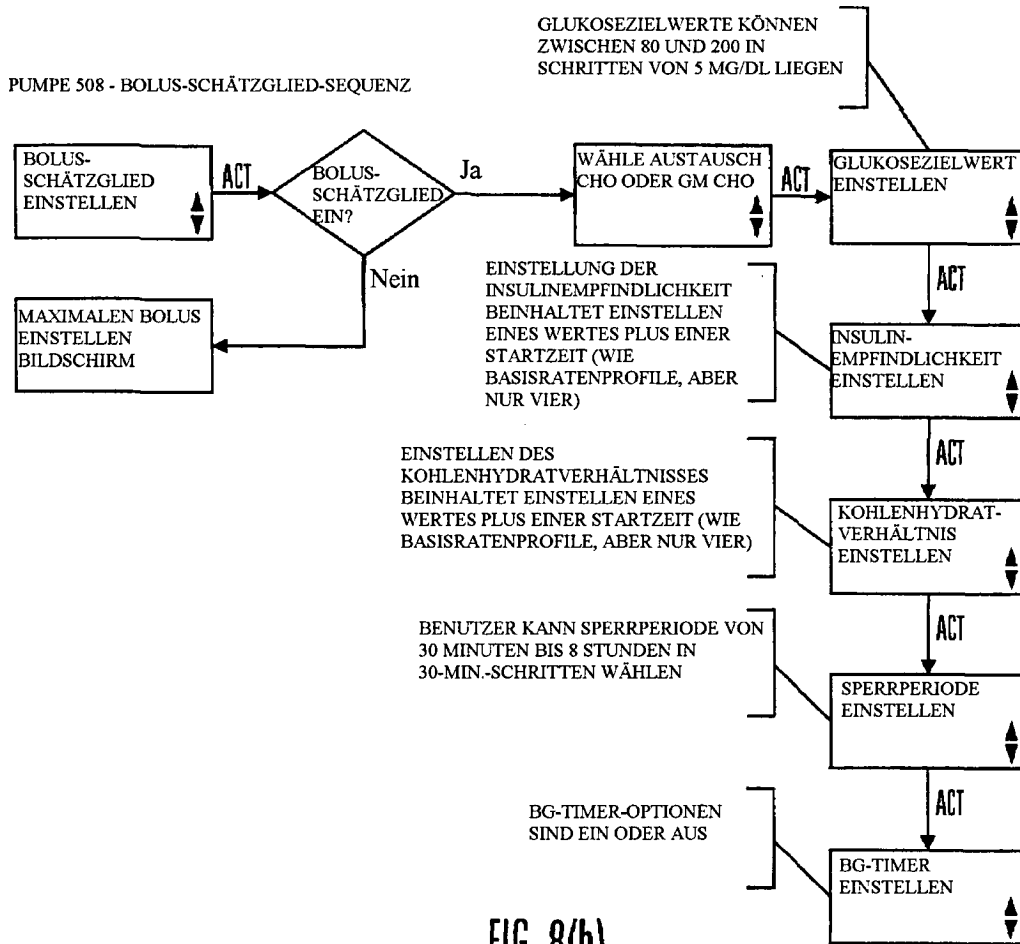 GLUKOSEZIELWERTE KÖNNEN
ZWISCHEN 80 UND 200 IN
SCHRITTEN VON 5 MG/DL LIEGEN
PUMPE 508 - BOLUS-SCHÄTZGLIED-SEQUENZ
BOLUS-
SCHÄTZGLIED
EINSTELLEN
ACT
BOLUS-
SCHÄTZGLIED
EIN?
Ja
WÄHLE AUSTAUSCH
CHO ODER GM CHO
ACT
GLUKOSEZIELWERT
EINSTELLEN
Nein
MAXIMALEN BOLUS
EINSTELLEN
BILDSCHIRM
ACT
EINSTELLUNG DER
INSULINEMPFINDLICHKEIT
BEINHALTET EINSTELLEN
EINES WERTES PLUS EINER
STARTZEIT (WIE
BASISRATENPROFILE, ABER
NUR VIER)
INSULIN-
EMPFINDLICHKEIT
EINSTELLEN
ACT
EINSTELLEN DES
KOHLENHYDRATVERHÄLTNISSES
BEINHALTET EINSTELLEN EINES
WERTES PLUS EINER STARTZEIT (WIE
BASISRATENPROFILE, ABER NUR VIER)
KOHLENHYDRAT-
VERHÄLTNIS
EINSTELLEN
ACT
BENUTZER KANN SPERRPERIODE VON
30 MINUTEN BIS 8 STUNDEN IN
30-MIN.-SCHRITTEN WÄHLEN
SPERRPERIODE
EINSTELLEN
ACT
BG-TIMER-OPTIONEN
SIND EIN ODER AUS
BG-TIMER
EINSTELLEN
FIG. 8(b)